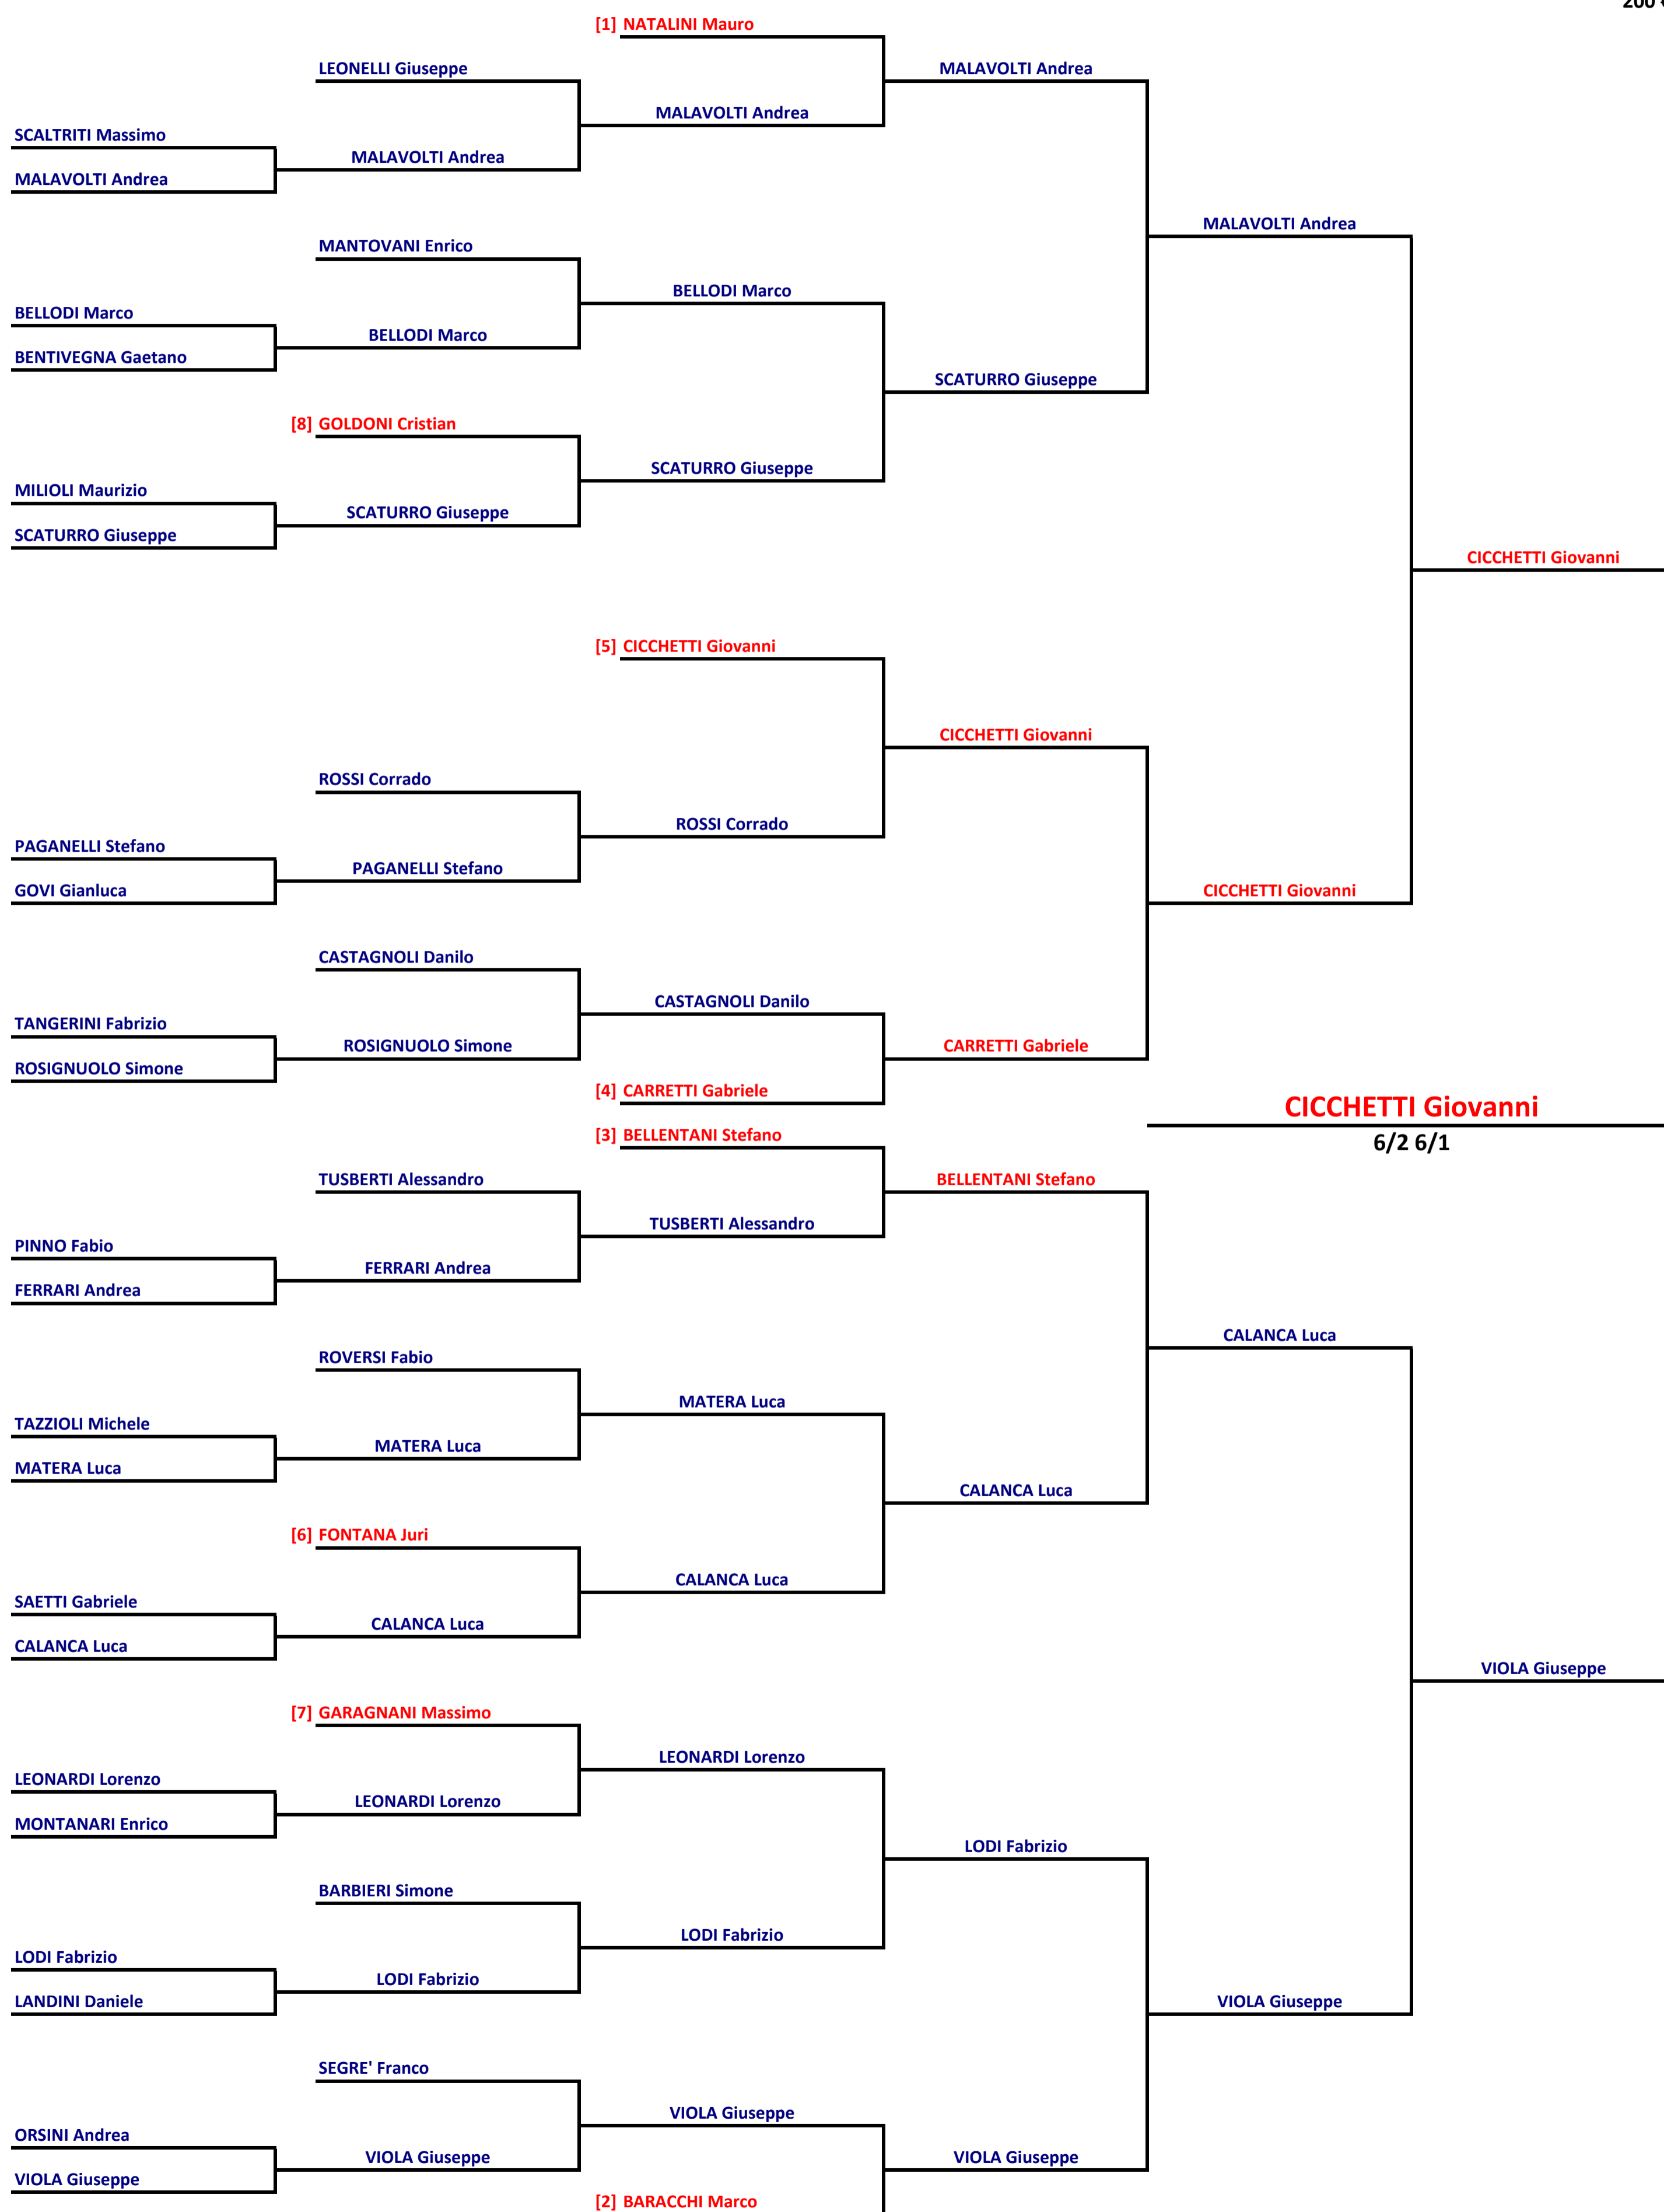 200 €
[1] NATALINI Mauro
LEONELLI Giuseppe
MALAVOLTI Andrea
MALAVOLTI Andrea
SCALTRITI Massimo
MALAVOLTI Andrea
MALAVOLTI Andrea
MALAVOLTI Andrea
MANTOVANI Enrico
BELLODI Marco
BELLODI Marco
BELLODI Marco
BENTIVEGNA Gaetano
SCATURRO Giuseppe
[8] GOLDONI Cristian
SCATURRO Giuseppe
MILIOLI Maurizio
SCATURRO Giuseppe
SCATURRO Giuseppe
CICCHETTI Giovanni
[5] CICCHETTI Giovanni
CICCHETTI Giovanni
ROSSI Corrado
ROSSI Corrado
PAGANELLI Stefano
PAGANELLI Stefano
GOVI Gianluca
CICCHETTI Giovanni
CASTAGNOLI Danilo
CASTAGNOLI Danilo
TANGERINI Fabrizio
ROSIGNUOLO Simone
CARRETTI Gabriele
ROSIGNUOLO Simone
[4] CARRETTI Gabriele
CICCHETTI Giovanni
[3] BELLENTANI Stefano
6/2 6/1
TUSBERTI Alessandro
BELLENTANI Stefano
TUSBERTI Alessandro
PINNO Fabio
FERRARI Andrea
FERRARI Andrea
CALANCA Luca
ROVERSI Fabio
MATERA Luca
TAZZIOLI Michele
MATERA Luca
MATERA Luca
CALANCA Luca
[6] FONTANA Juri
CALANCA Luca
SAETTI Gabriele
CALANCA Luca
CALANCA Luca
VIOLA Giuseppe
[7] GARAGNANI Massimo
LEONARDI Lorenzo
LEONARDI Lorenzo
LEONARDI Lorenzo
MONTANARI Enrico
LODI Fabrizio
BARBIERI Simone
LODI Fabrizio
LODI Fabrizio
LODI Fabrizio
LANDINI Daniele
VIOLA Giuseppe
SEGRE' Franco
VIOLA Giuseppe
ORSINI Andrea
VIOLA Giuseppe
VIOLA Giuseppe
VIOLA Giuseppe
[2] BARACCHI Marco